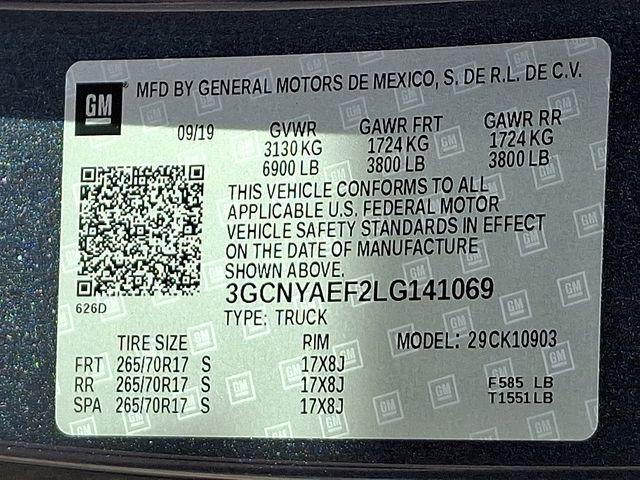 GM
MFD BY GENERAL MOTORS DE MEXICO, S. DE R.L. DE C.V.
09/19 GVWR GAWR FRT GAWR RR
3130 KG 1724 KG 1724 KG
6900 LB 3800 LB 3800 LB
THIS VEHICLE CONFORMS TO ALL
APPLICABLE U.S. FEDERAL MOTOR
VEHICLE SAFETY STANDARDS IN EFFECT
ON THE DATE OF MANUFACTURE
SHOWN ABOVE.
626D
3GCNYAEF2LG141069
TYPE: TRUCK
TIRE SIZE RIM MODEL: 29CK10903
FRT 265/70R17 S 17X8J
RR 265/70R17 S 17X8J F585 LB
SPA 265/70R17 S 17X8J T1551LB